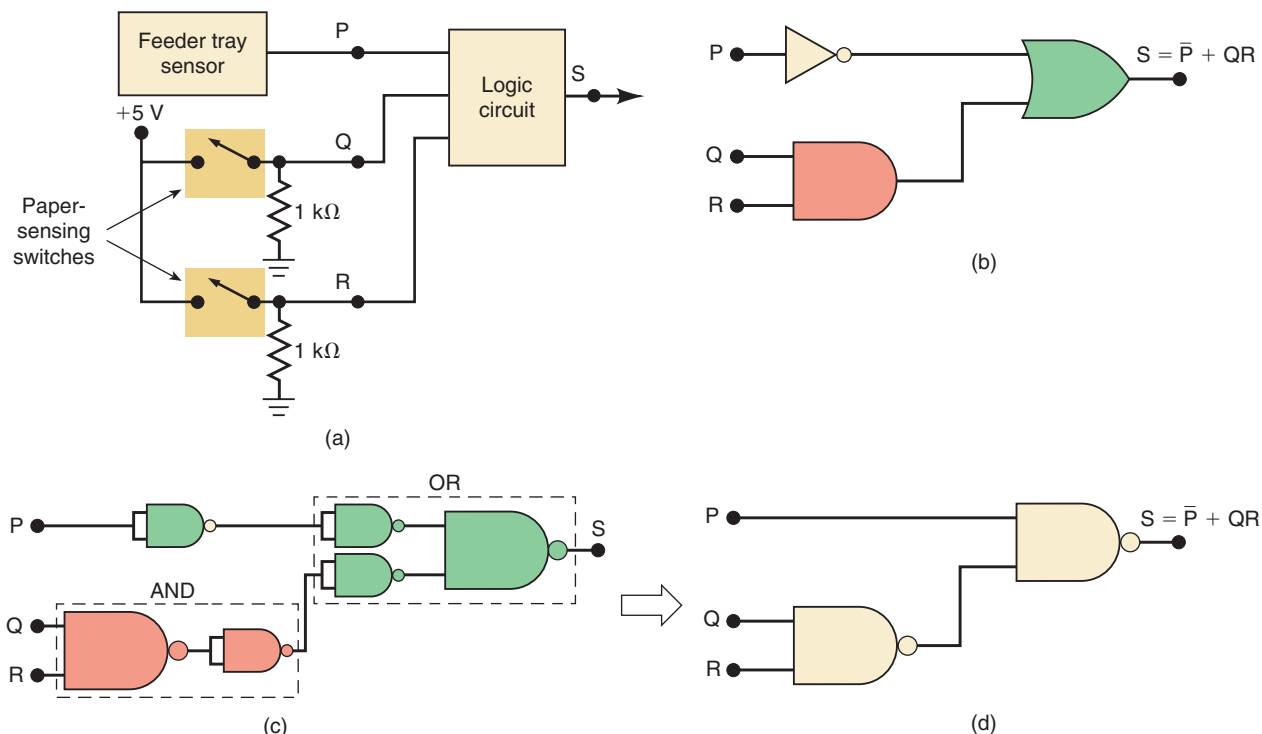 Feeder tray
sensor
P
Logic
circuit
S
+5 V
Q
1 kΩ
Paper-
sensing
switches
R
1 kΩ
(a)
P
S = P̅ + QR
Q
R
(b)
OR
P
S
AND
Q
R
(c)
P
S = P̅ + QR
Q
R
(d)